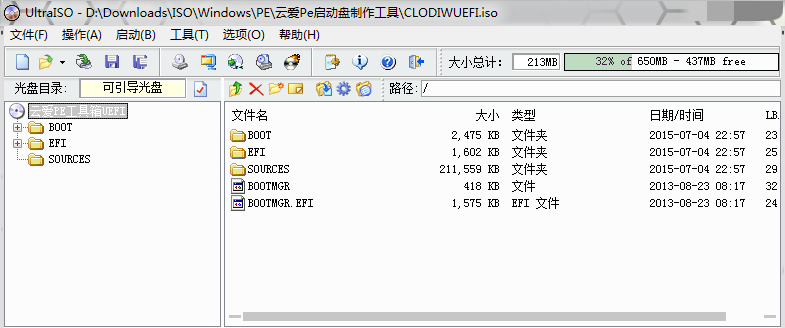 UltraISO - D:\Downloads\ISO\Windows\PE\云爱Pe启动盘制作工具\CLODIWUEFI.iso
文件(F) 操作(A) 启动(B) 工具(T) 选项(O) 帮助(H)
大小总计: 213MB 32% of 650MB - 437MB free
光盘目录: 可引导光盘 路径: /
云爱PE工具箱UEFI
BOOT
EFI
SOURCES
文件名 大小 类型 日期/时间 LB.
BOOT 2,475 KB 文件夹 2015-07-04 22:57 23
EFI 1,602 KB 文件夹 2015-07-04 22:57 25
SOURCES 211,559 KB 文件夹 2015-07-04 22:57 29
BOOTMGR 418 KB 文件 2013-08-23 08:17 32
BOOTMGR.EFI 1,575 KB EFI 文件 2013-08-23 08:17 24